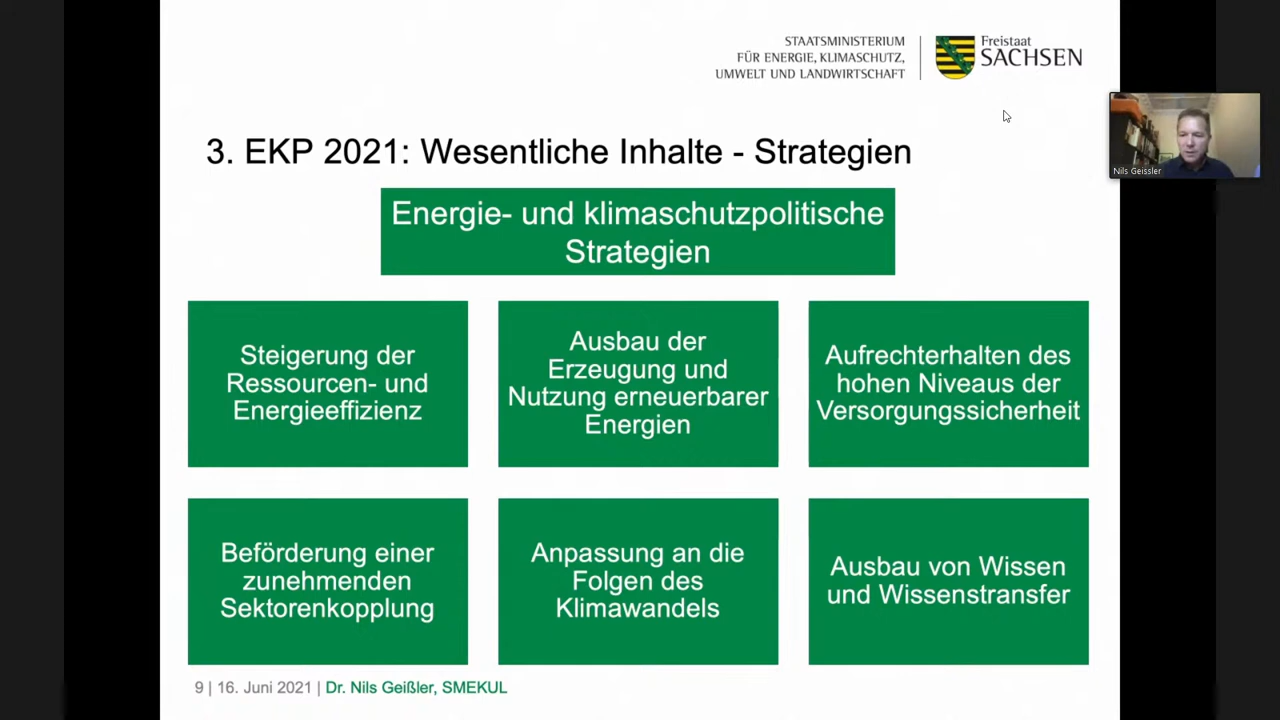 STAATSMINISTERIUM
FÜR ENERGIE, KLIMASCHUTZ,
UMWELT UND LANDWIRTSCHAFT
Freistaat
SACHSEN
3. EKP 2021: Wesentliche Inhalte - Strategien
Nils Geissler
Energie- und klimaschutzpolitische
Strategien
Steigerung der
Ressourcen- und
Energieeffizienz
Ausbau der
Erzeugung und
Nutzung erneuerbarer
Energien
Aufrechterhalten des
hohen Niveaus der
Versorgungssicherheit
Beförderung einer
zunehmenden
Sektorenkopplung
Anpassung an die
Folgen des
Klimawandels
Ausbau von Wissen
und Wissenstransfer
9 | 16. Juni 2021 | Dr. Nils Geißler, SMEKUL